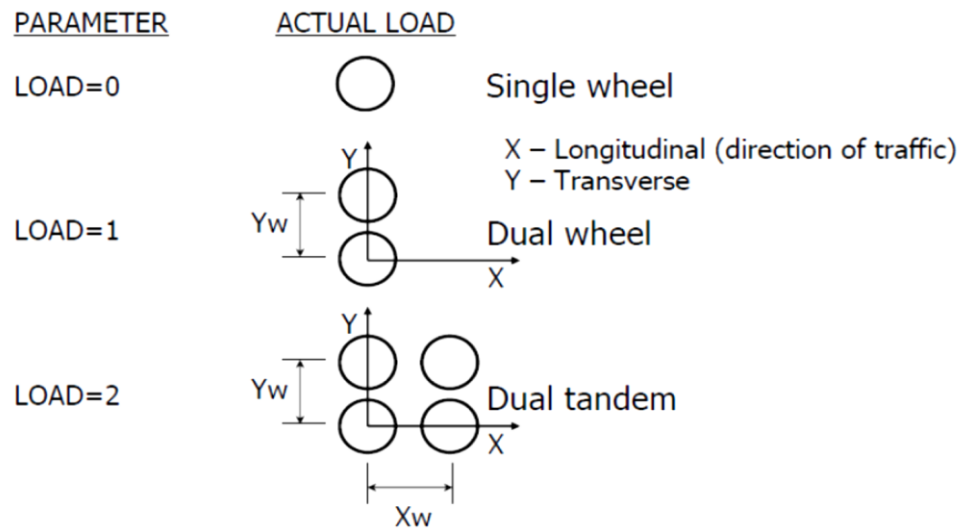 PARAMETER ACTUAL LOAD
LOAD=0 Single wheel
X – Longitudinal (direction of traffic)
Y – Transverse
Y
Yw
LOAD=1 Dual wheel
X
Y
Yw
LOAD=2 Dual tandem
X
Xw